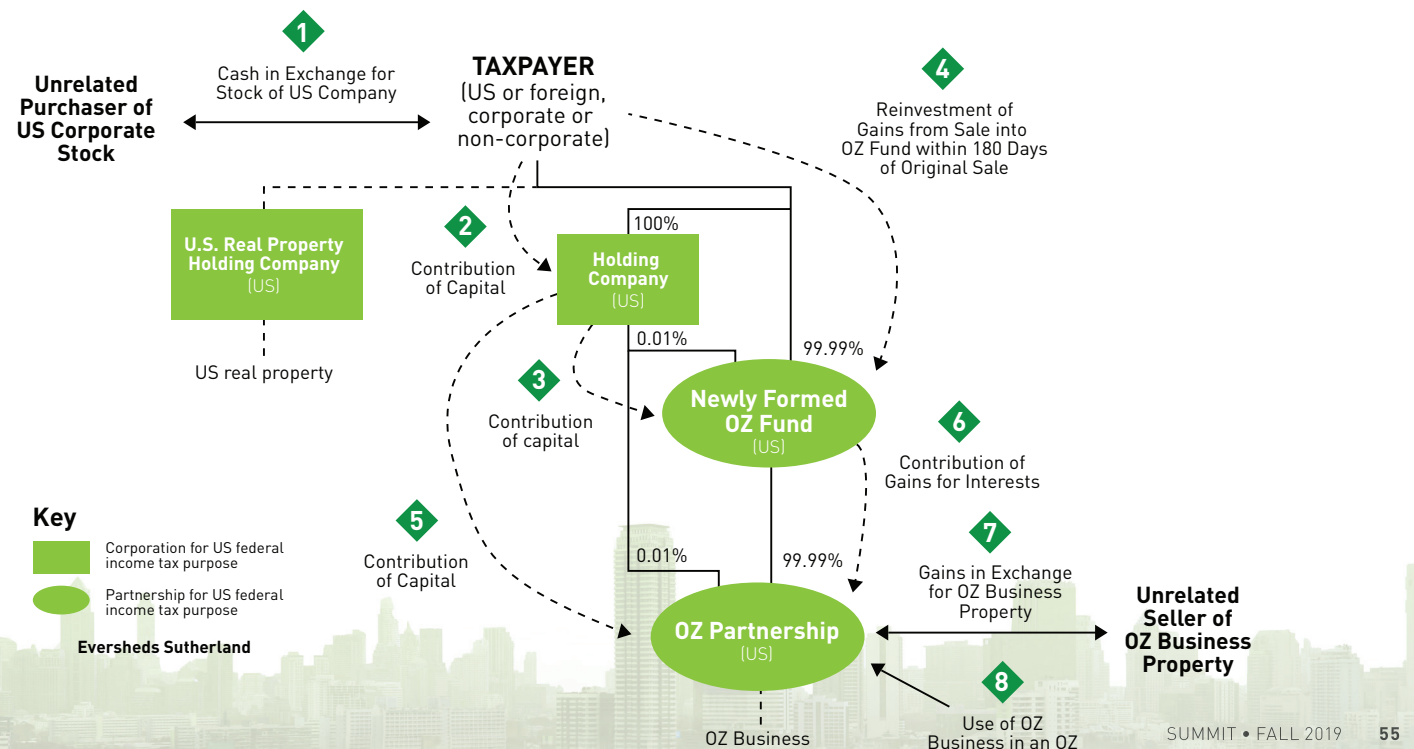 1
Cash in Exchange for
Stock of US Company
Unrelated
Purchaser of
US Corporate
Stock
TAXPAYER
(US or foreign,
corporate or
non-corporate)
4
Reinvestment of
Gains from Sale into
OZ Fund within 180 Days
of Original Sale
U.S. Real Property
Holding Company
(US)
US real property
2
Contribution
of Capital
100%
Holding
Company
(US)
0.01%
99.99%
3
Contribution
of capital
Newly Formed
OZ Fund
(US)
6
Contribution of
Gains for Interests
5
Contribution
of Capital
0.01%
99.99%
7
Gains in Exchange
for OZ Business
Property
Unrelated
Seller of
OZ Business
Property
OZ Partnership
(US)
8
Use of OZ
Business in an OZ
OZ Business
Key
Corporation for US federal
income tax purpose
Partnership for US federal
income tax purpose
Eversheds Sutherland
SUMMIT • FALL 2019 55